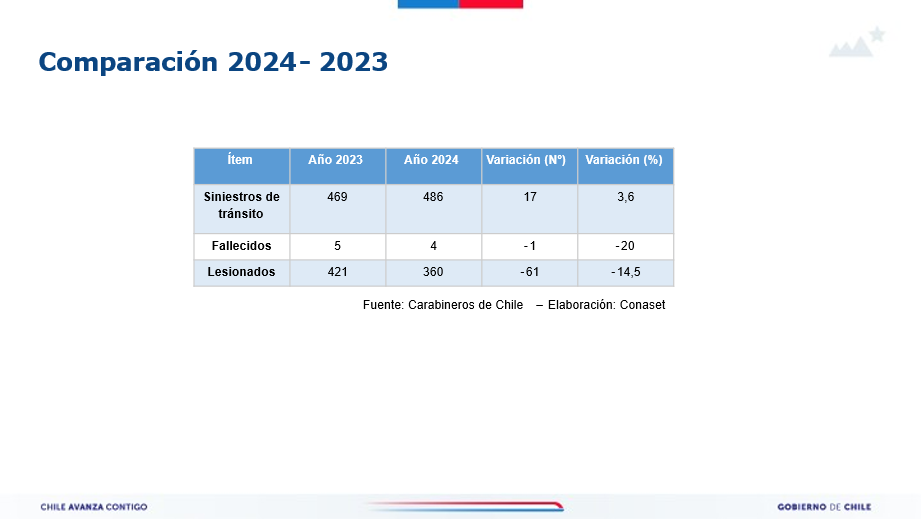 Comparación 2024- 2023
Ítem Año 2023 Año 2024 Variación (N°) Variación (%)
Siniestros de tránsito 469 486 17 3,6
Fallecidos 5 4 -1 -20
Lesionados 421 360 -61 -14,5
Fuente: Carabineros de Chile – Elaboración: Conaset
CHILE AVANZA CONTIGO
GOBIERNO DE CHILE